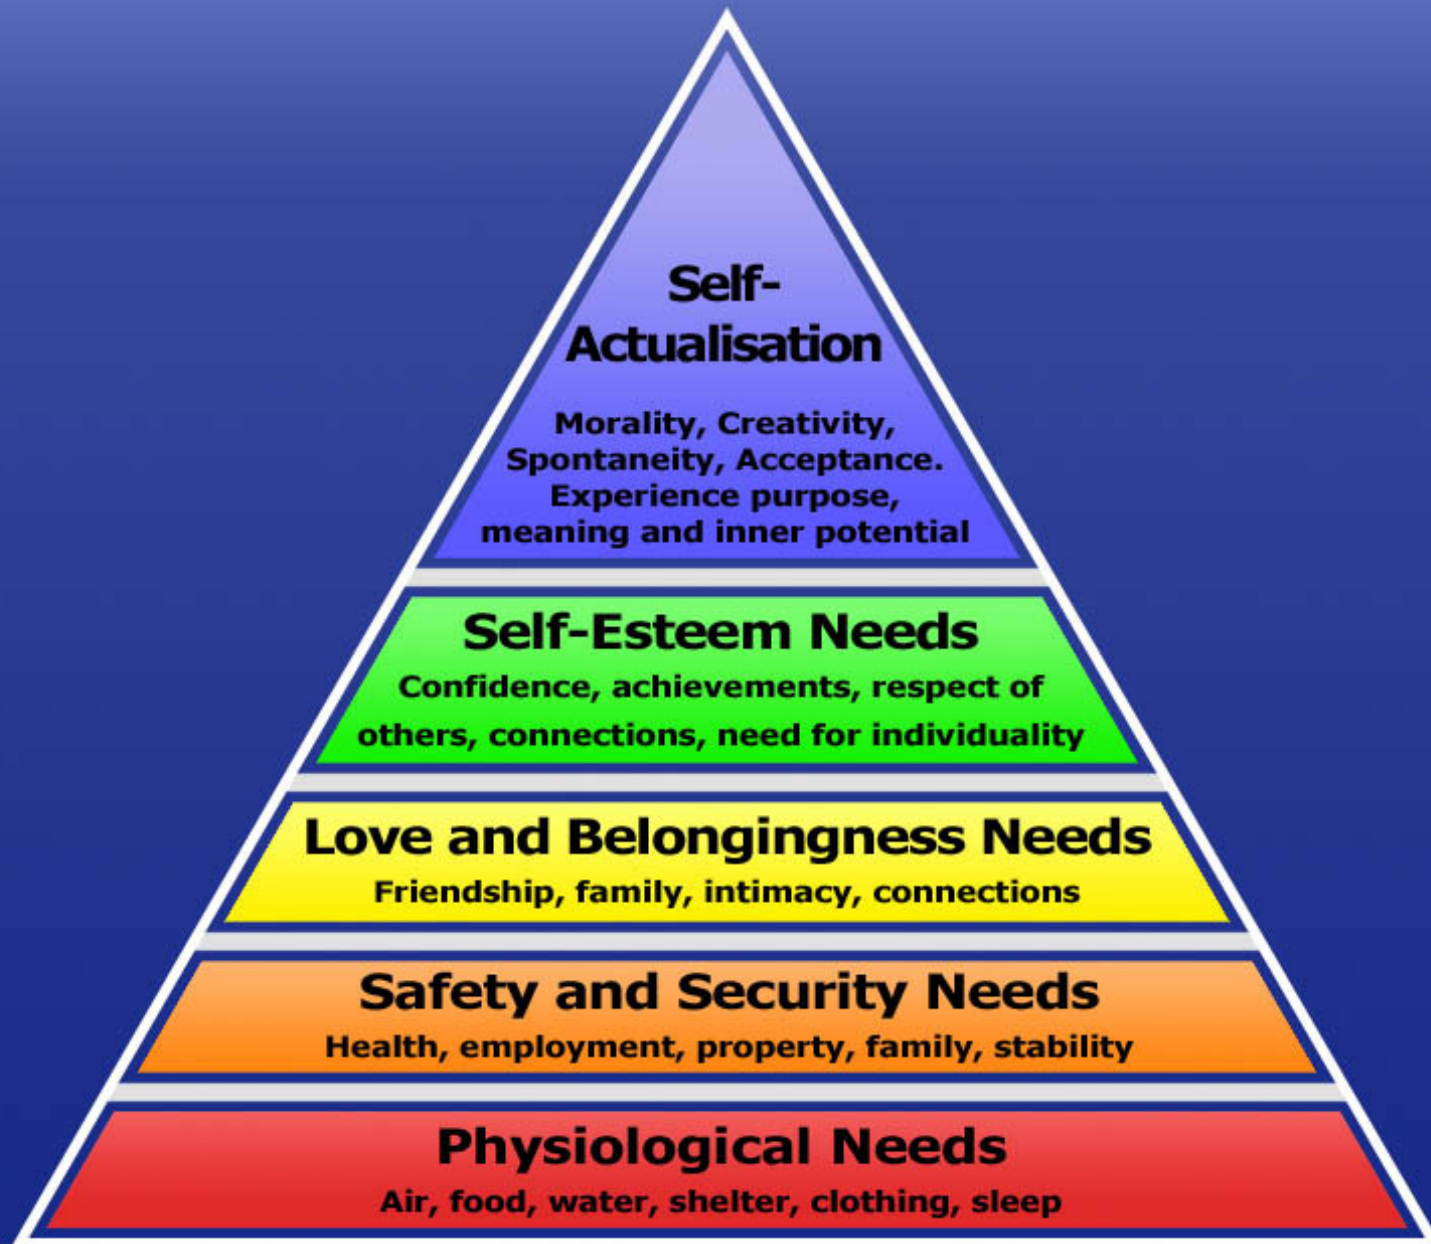 Self-
Actualisation
Morality, Creativity,
Spontaneity, Acceptance.
Experience purpose,
meaning and inner potential
Self-Esteem Needs
Confidence, achievements, respect of
others, connections, need for individuality
Love and Belongingness Needs
Friendship, family, intimacy, connections
Safety and Security Needs
Health, employment, property, family, stability
Physiological Needs
Air, food, water, shelter, clothing, sleep